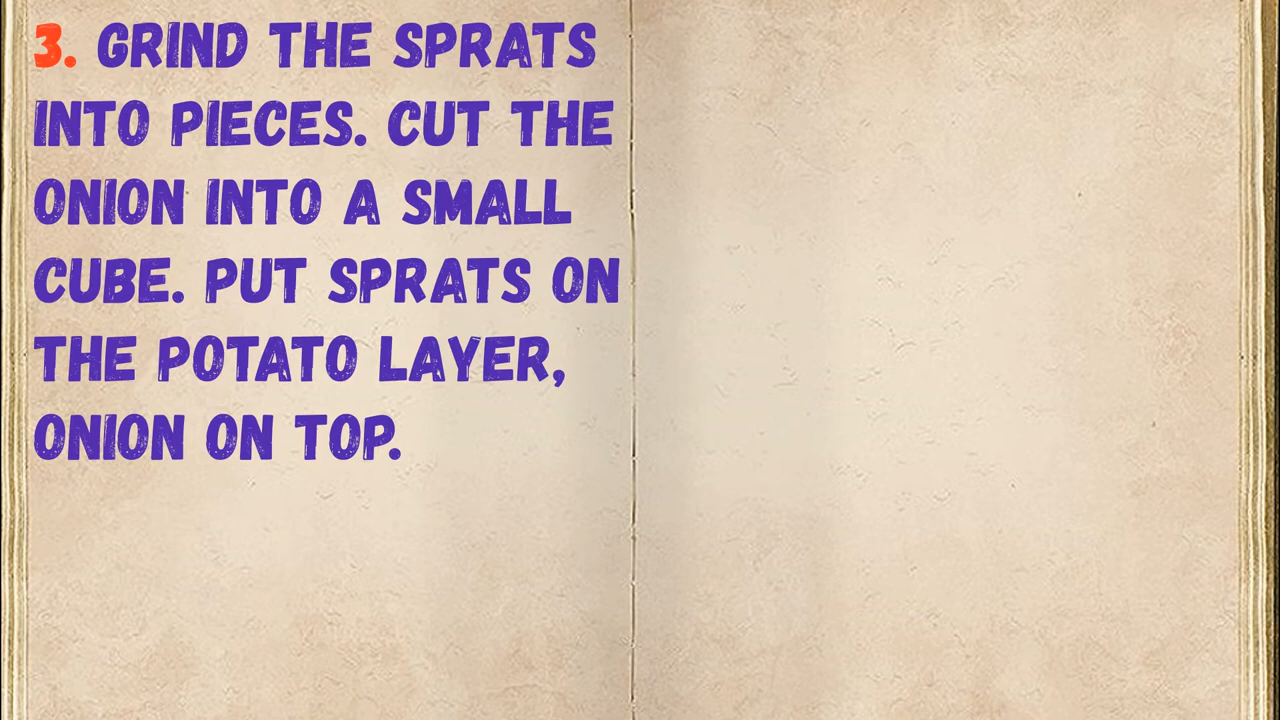 3. GRIND THE SPRATS
INTO PIECES. CUT THE
ONION INTO A SMALL
CUBE. PUT SPRATS ON
THE POTATO LAYER,
ONION ON TOP.